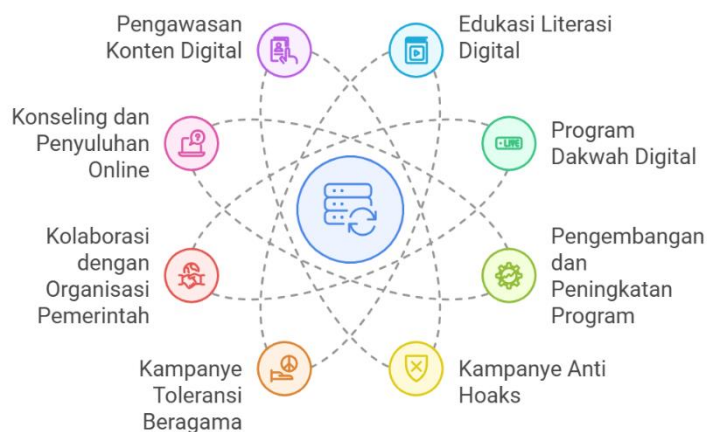 Pengawasan
Konten Digital
Edukasi Literasi
Digital
Konseling dan
Penyuluhan
Online
Program
Dakwah Digital
Kolaborasi
dengan
Organisasi
Pemerintah
Pengembangan
dan
Peningkatan
Program
Kampanye
Toleransi
Beragama
Kampanye Anti
Hoaks